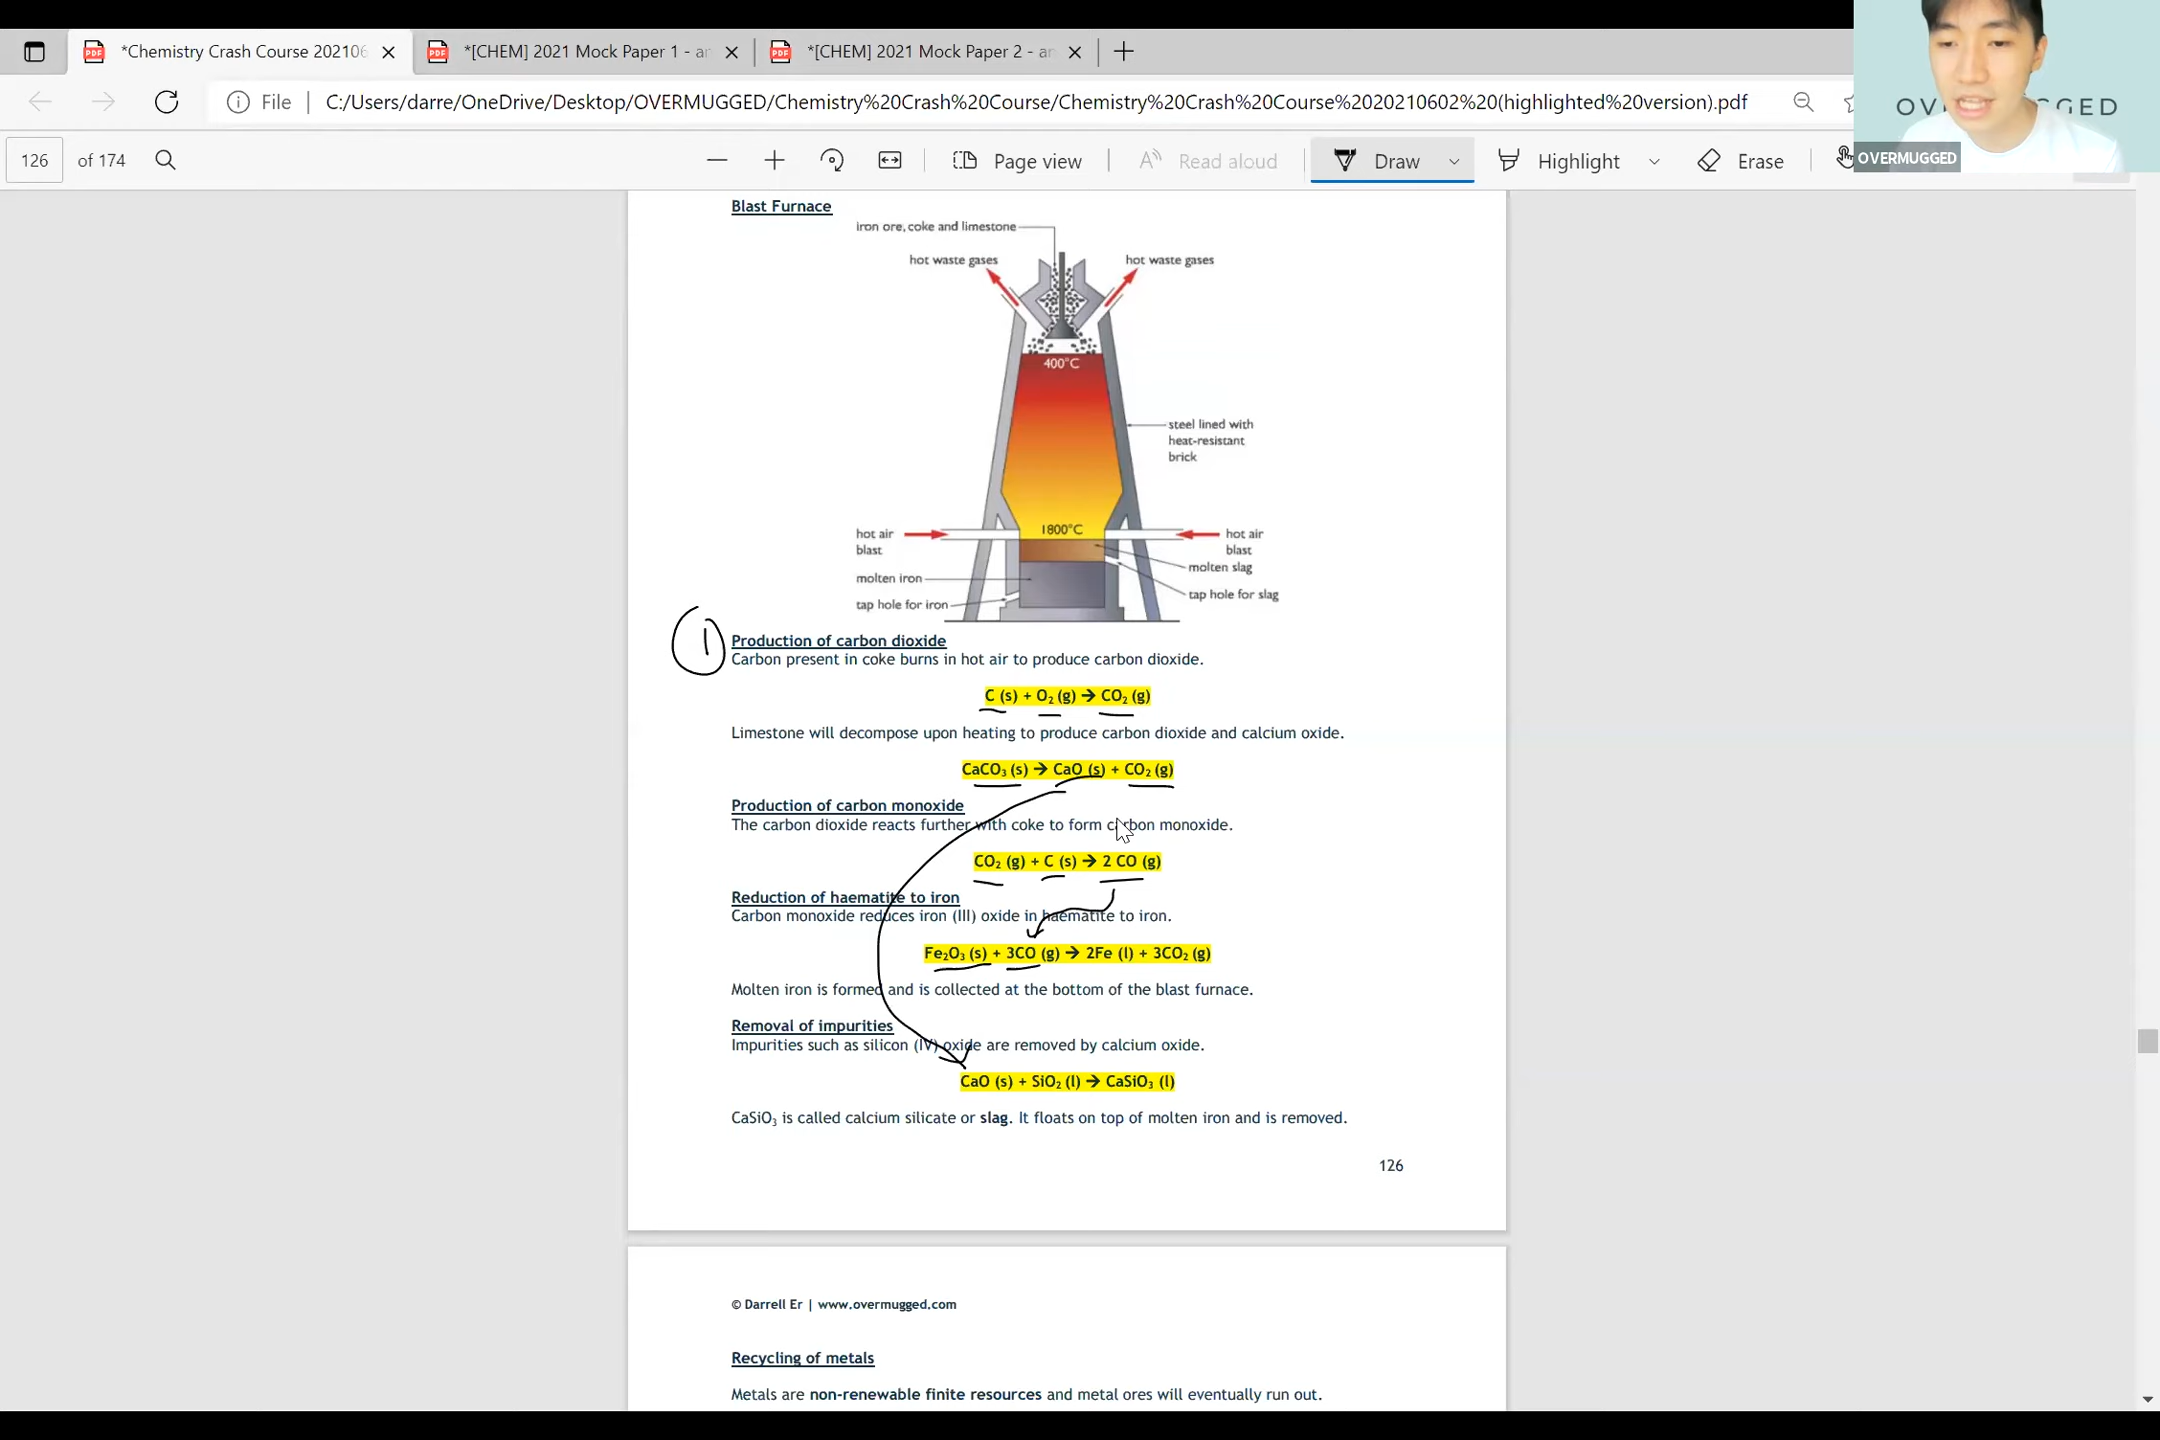 *Chemistry Crash Course 202106
*[CHEM] 2021 Mock Paper 1 - an
*[CHEM] 2021 Mock Paper 2 - an
File
C:/Users/darre/OneDrive/Desktop/OVERMUGGED/Chemistry%20Crash%20Course/Chemistry%20Crash%20Course%2020210602%20(highlighted%20version).pdf
OVERMUGGED
126 of 174
Page view
Read aloud
Draw
Highlight
Erase
Blast Furnace
iron ore, coke and limestone
hot waste gases
hot waste gases
400°C
steel lined with
heat-resistant
brick
1800°C
hot air
blast
hot air
blast
molten slag
molten iron
tap hole for slag
tap hole for iron
1
Production of carbon dioxide
Carbon present in coke burns in hot air to produce carbon dioxide.
C (s) + O₂ (g) → CO₂ (g)
Limestone will decompose upon heating to produce carbon dioxide and calcium oxide.
CaCO₃ (s) → CaO (s) + CO₂ (g)
Production of carbon monoxide
The carbon dioxide reacts further with coke to form carbon monoxide.
CO₂ (g) + C (s) → 2 CO (g)
Reduction of haematite to iron
Carbon monoxide reduces iron (III) oxide in haematite to iron.
Fe₂O₃ (s) + 3CO (g) → 2Fe (l) + 3CO₂ (g)
Molten iron is formed and is collected at the bottom of the blast furnace.
Removal of impurities
Impurities such as silicon (IV) oxide are removed by calcium oxide.
CaO (s) + SiO₂ (l) → CaSiO₃ (l)
CaSiO₃ is called calcium silicate or slag. It floats on top of molten iron and is removed.
126
© Darrell Er | www.overmugged.com
Recycling of metals
Metals are non-renewable finite resources and metal ores will eventually run out.